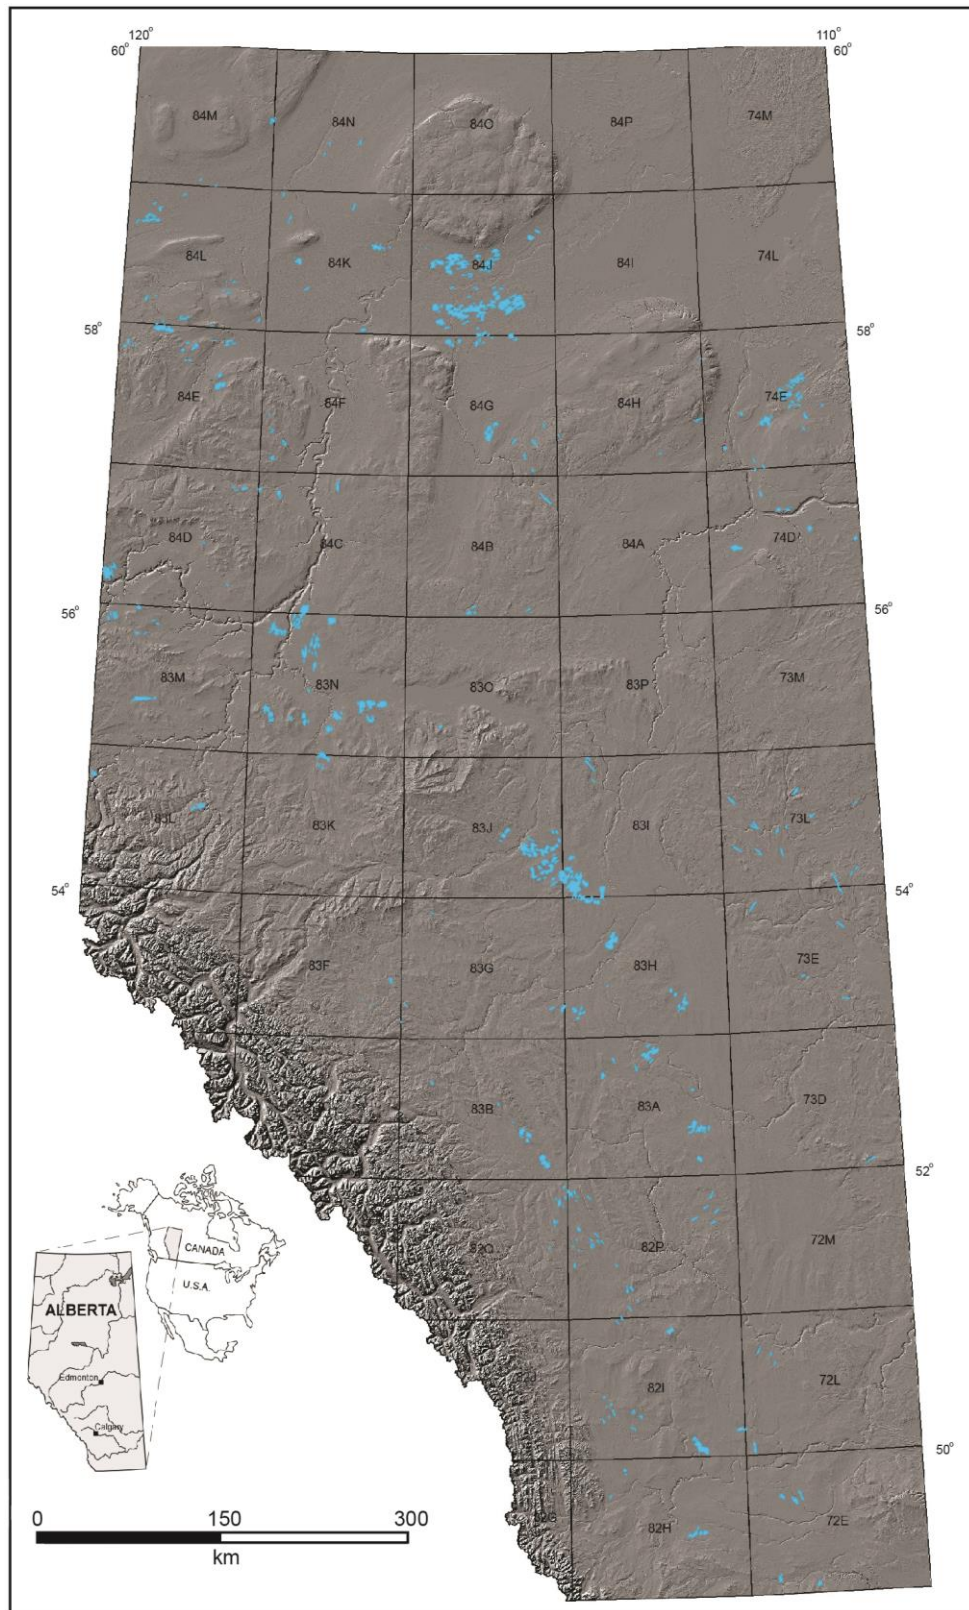 120° 110°
60° 60°
84M 84N 84O 84P 74M
84L 84K 84J 84I 74L
58° 58°
84E 84F 84G 84H 74E
84D 84C 84B 84A 74D
56° 56°
83M 83N 83O 83P 73M
83L 83K 83J 83I 73L
54° 54°
83F 83G 83H 73E
83B 83A 73D
52° 52°
82O 82P 72M
CANADA
U.S.A.
ALBERTA
Edmonton
Calgary
82J 82I 72L
50°
82G 82H 72E
0 150 300
km